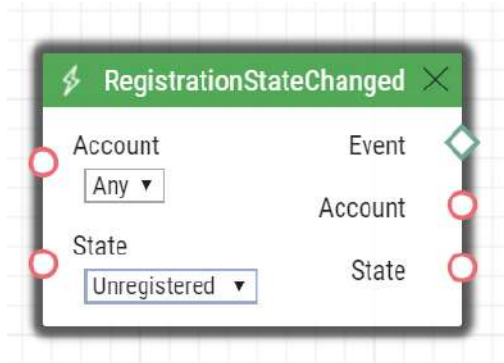 RegistrationStateChanged
Account
Any
Event
Account
State
Unregistered
State